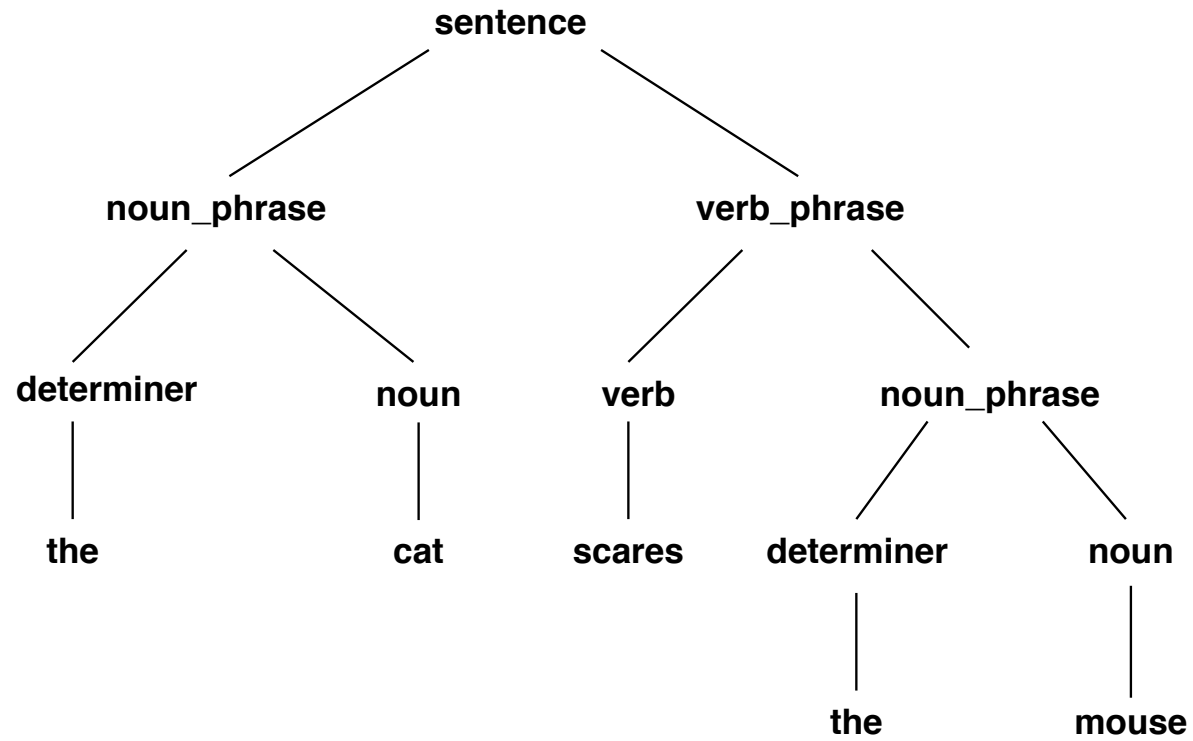 sentence
noun_phrase verb_phrase
determiner noun verb noun_phrase
the cat scares determiner noun
the mouse